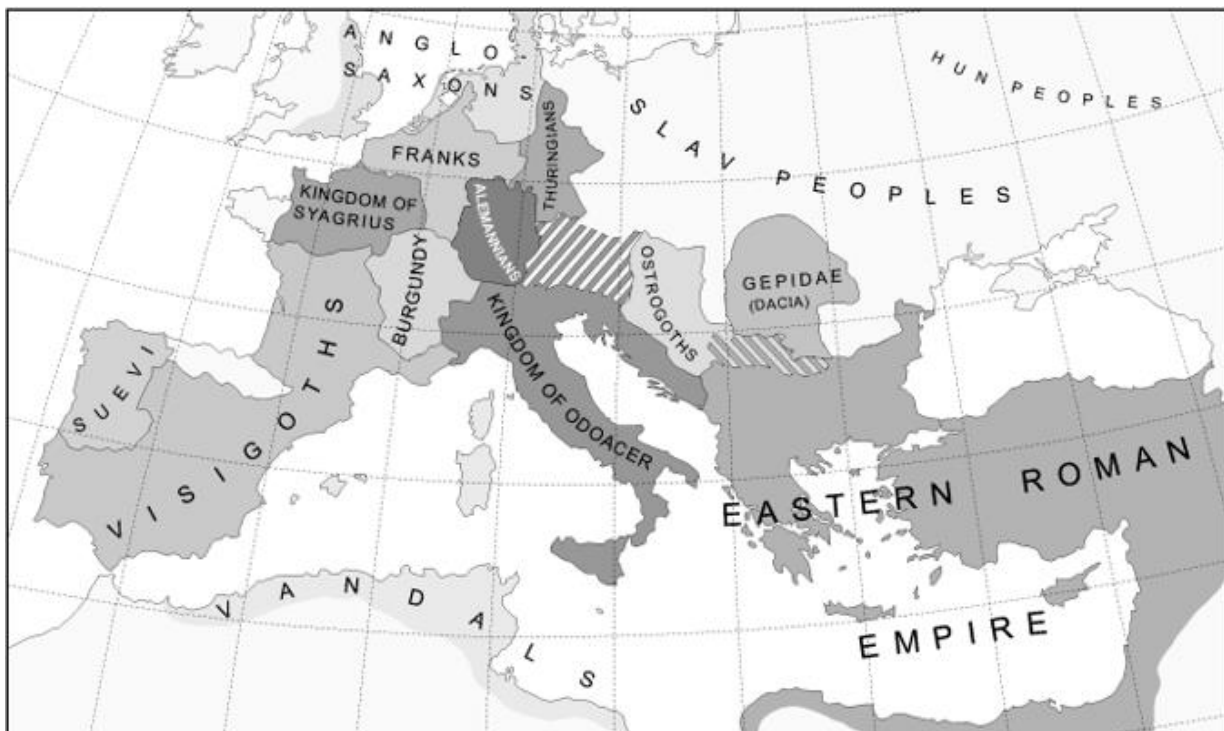 ANGLO
SAXONS
HUN PEOPLES
SLAV PEOPLES
THURINGIANS
FRANKS
KINGDOM OF
SYAGRIUS
ALEMANNIANS
BURGUNDY
OSTROGOTHS
GEPIDAE
(DACIA)
KINGDOM OF ODOACER
SUEVI
VISIGOTHS
EASTERN ROMAN
EMPIRE
VANDALS